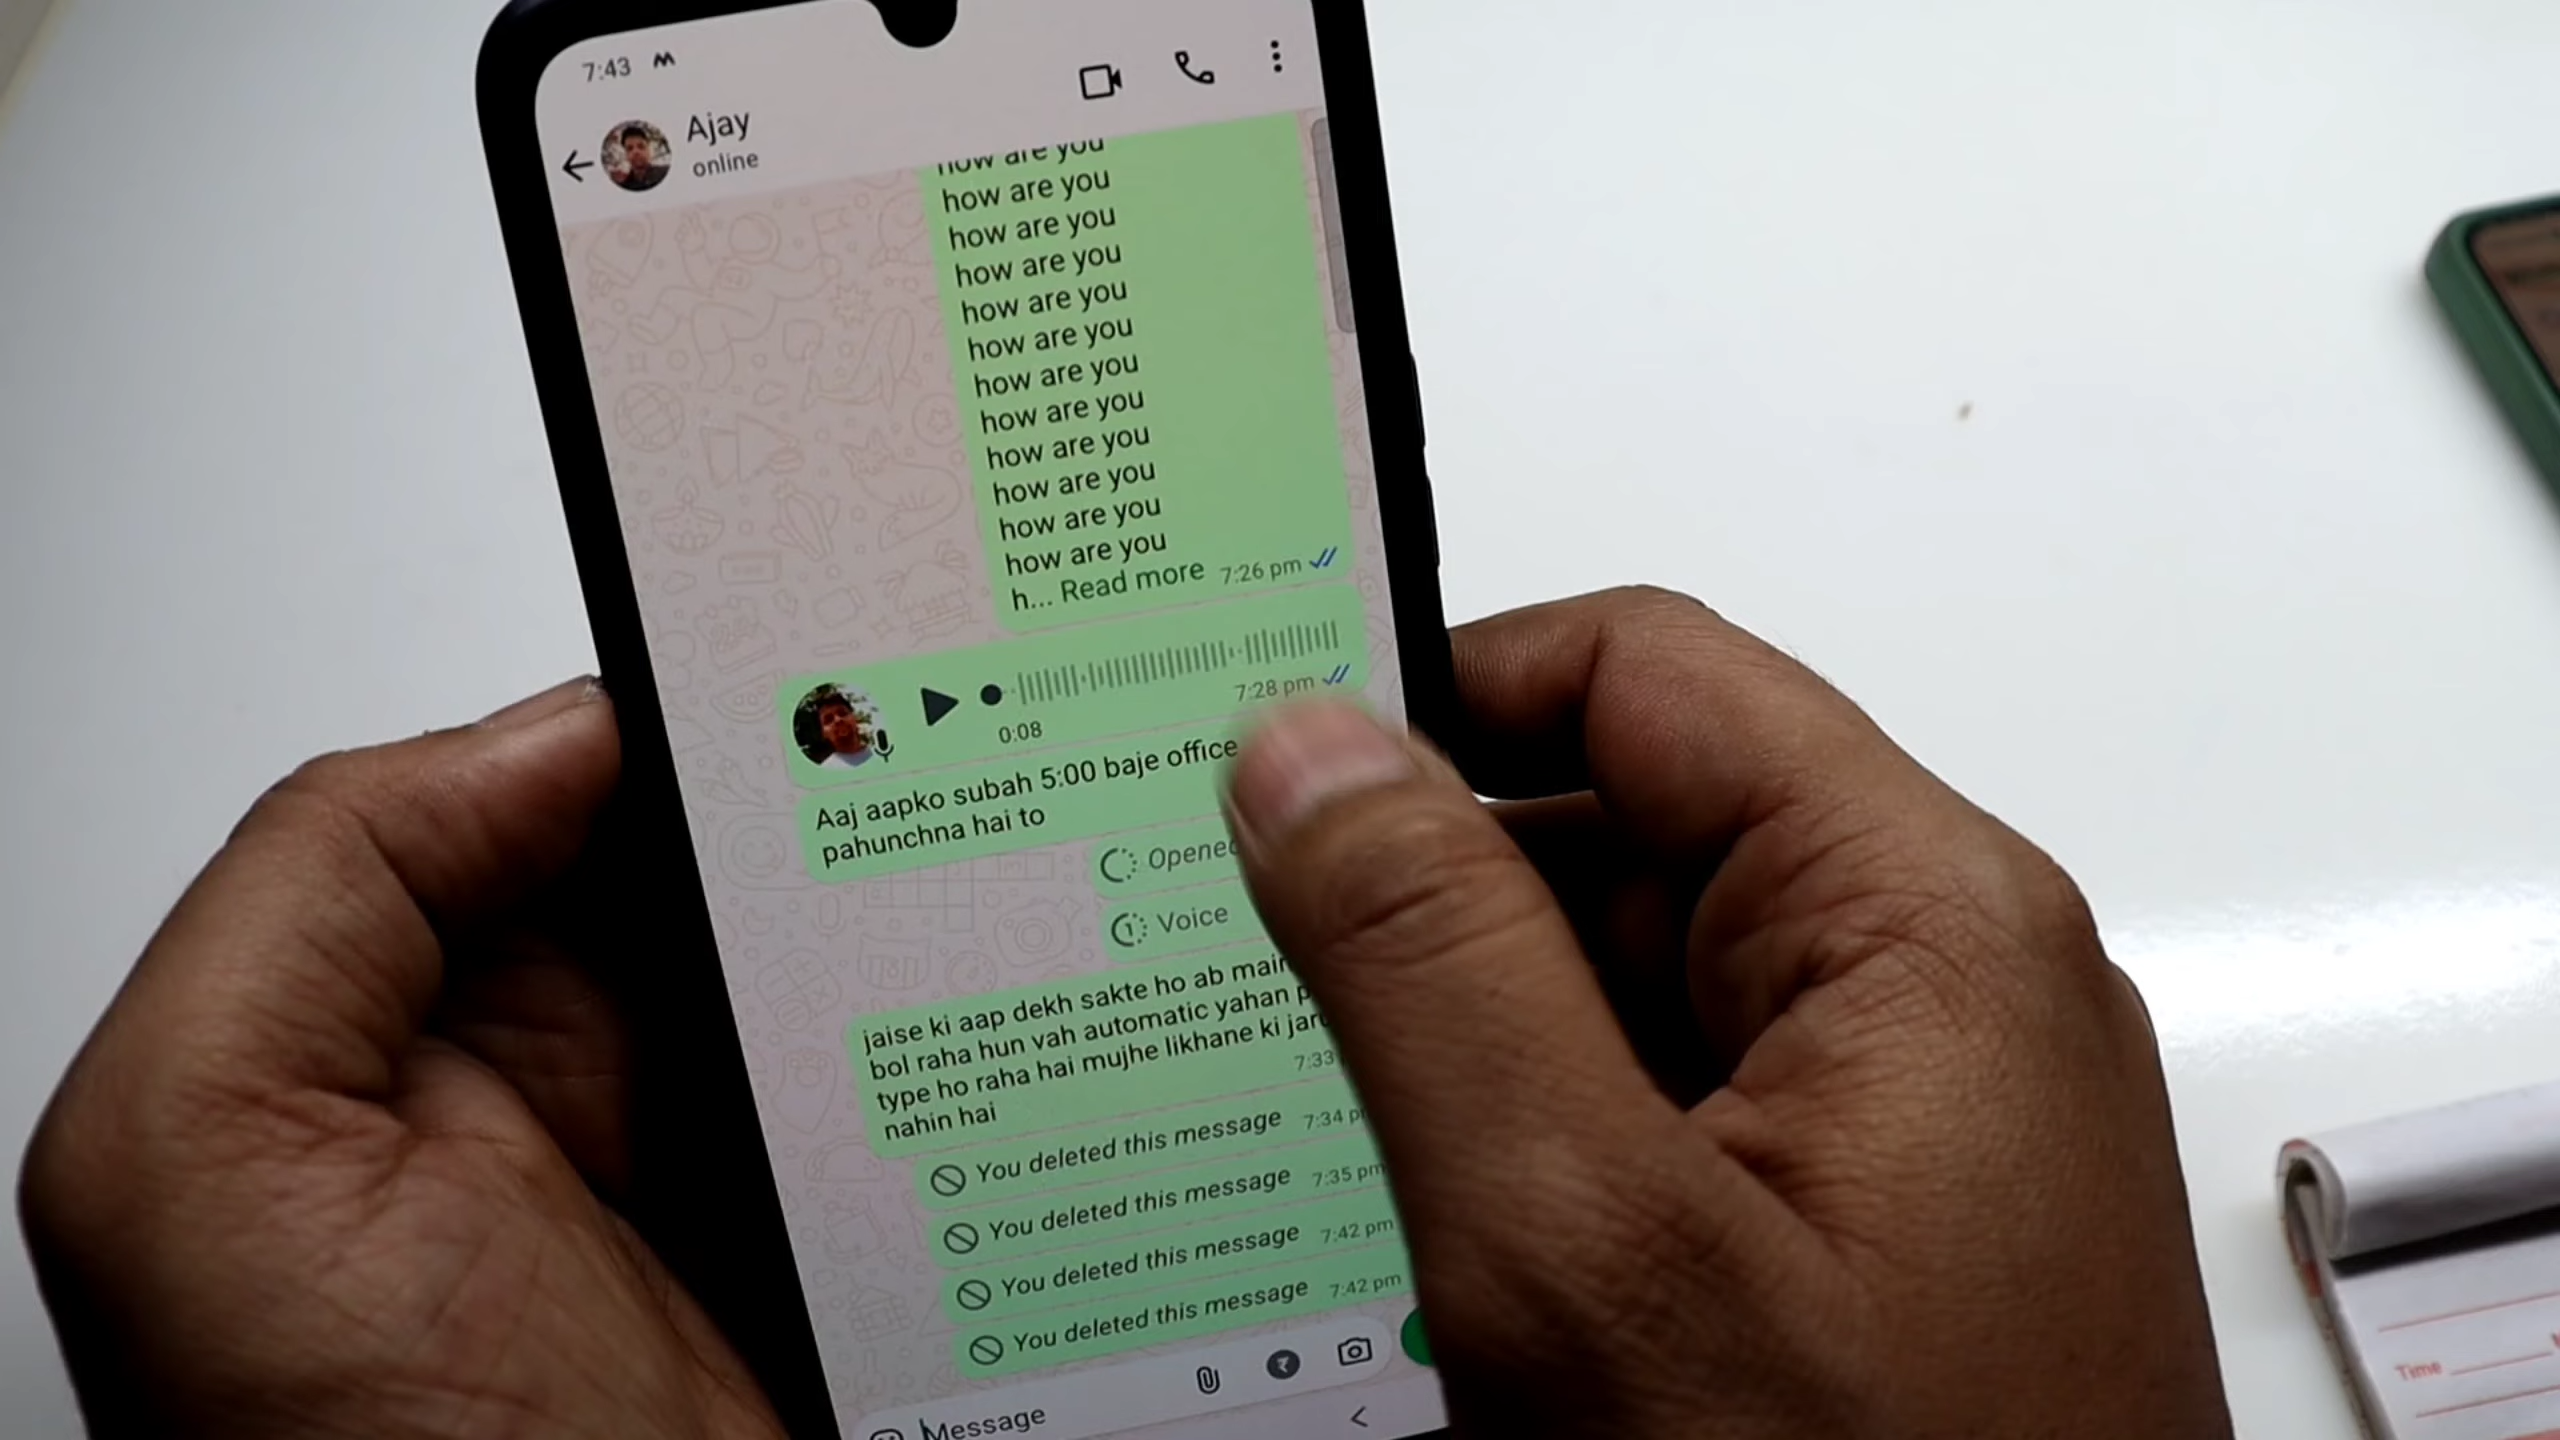 7:43
Ajay
online
how are you
how are you
how are you
how are you
how are you
how are you
how are you
how are you
how are you
how are you
how are you
how are you
h... Read more 7:26 pm
0:08 7:28 pm
Aaj aapko subah 5:00 baje office
pahunchna hai to
Opened
1 Voice
jaise ki aap dekh sakte ho ab main
bol raha hun vah automatic yahan
type ho raha hai mujhe likhane ki
nahin hai 7:33
You deleted this message 7:34 pm
You deleted this message 7:35 pm
You deleted this message 7:42 pm
You deleted this message 7:42 pm
₹
Message
Time